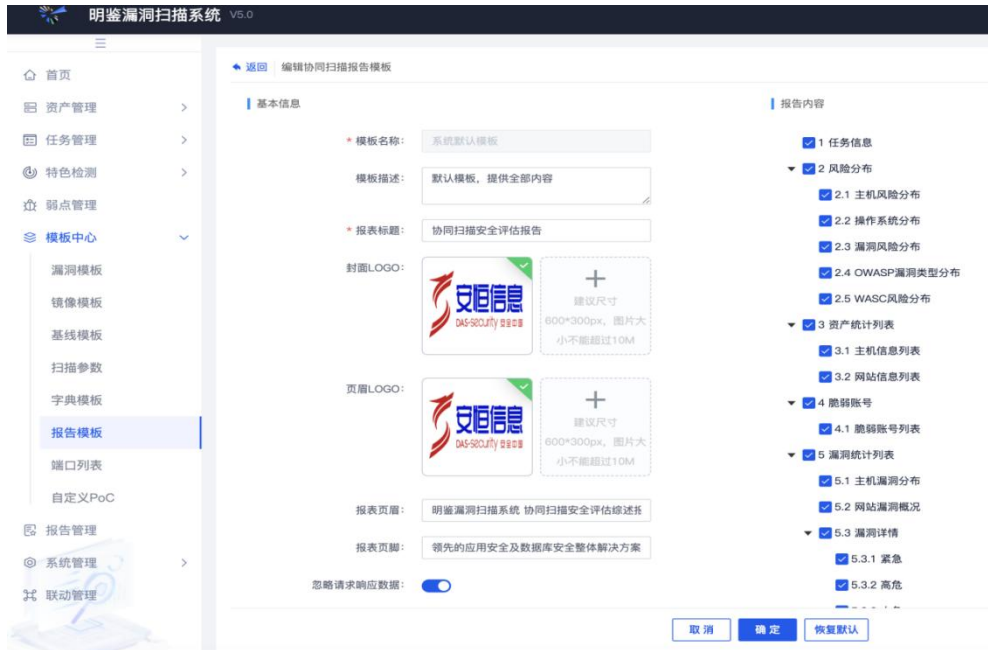 明鉴漏洞扫描系统 V5.0
首页
资产管理
任务管理
特色检测
弱点管理
模板中心
漏洞模板
镜像模板
基线模板
扫描参数
字典模板
报告模板
端口列表
自定义PoC
报告管理
系统管理
联动管理
返回 编辑协同扫描报告模板
基本信息
* 模板名称: 系统默认模板
模板描述: 默认模板，提供全部内容
* 报表标题: 协同扫描安全评估报告
封面LOGO:
安恒信息
DAS-Security 安全中国
建议尺寸
600*300px，图片大
小不能超过10M
页眉LOGO:
安恒信息
DAS-Security 安全中国
建议尺寸
600*300px，图片大
小不能超过10M
报表页眉: 明鉴漏洞扫描系统 协同扫描安全评估综述
报表页脚: 领先的应用安全及数据库安全整体解决方案
忽略请求响应数据:
报告内容
1 任务信息
2 风险分布
2.1 主机风险分布
2.2 操作系统分布
2.3 漏洞风险分布
2.4 OWASP漏洞类型分布
2.5 WASC风险分布
3 资产统计列表
3.1 主机信息列表
3.2 网站信息列表
4 脆弱账号
4.1 脆弱账号列表
5 漏洞统计列表
5.1 主机漏洞分布
5.2 网站漏洞概况
5.3 漏洞详情
5.3.1 紧急
5.3.2 高危
取消 确定 恢复默认